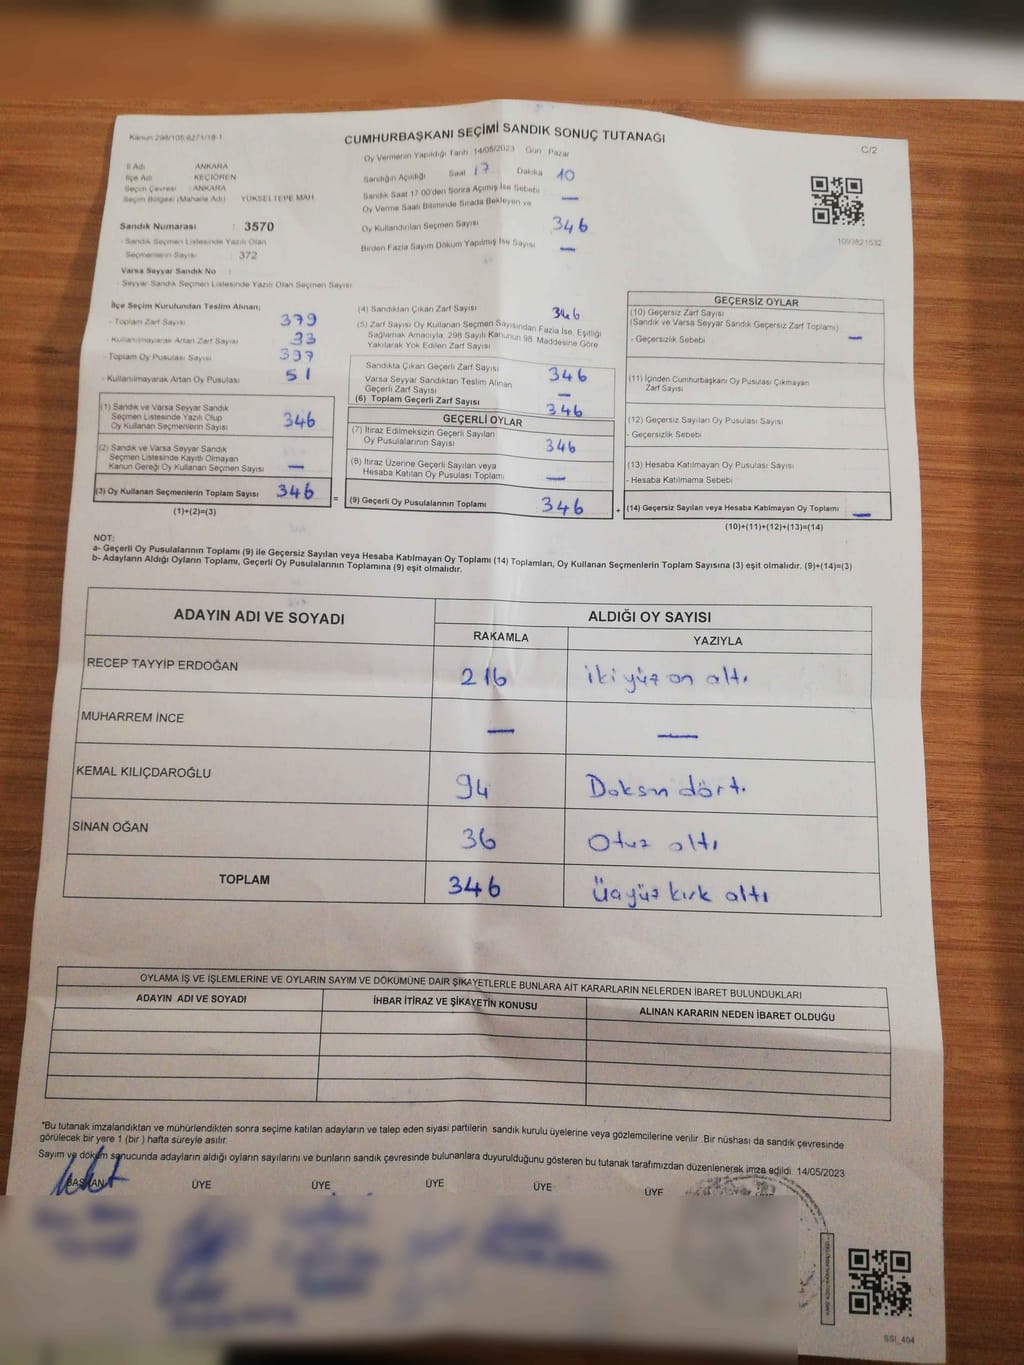 Kanun:298/105,6271/18-1
CUMHURBAŞKANI SEÇİMİ SANDIK SONUÇ TUTANAĞI
C/2
Oy Vermenin Yapıldığı Tarih 14/05/2023 Gün Pazar
İl Adı ANKARA
İlçe Adı KEÇİÖREN
Seçim Çevresi : ANKARA
Seçim Bölgesi (Mahalle Adı) YÜKSELTEPE MAH.
Sandığın Açıldığı Saat 17 Dakika 10
Sandık Saat 17:00'den Sonra Açılmış İse Sebebi —
Oy Verme Saati Bitiminde Sırada Bekleyen ve
Oy Kullandırılan Seçmen Sayısı 346
Birden Fazla Sayım Döküm Yapılmış İse Sayısı —
1093821532
Sandık Numarası : 3570
- Sandık Seçmen Listesinde Yazılı Olan
Seçmenlerin Sayısı : 372
Varsa Seyyar Sandık No :
- Seyyar Sandık Seçmen Listesinde Yazılı Olan Seçmen Sayısı
İlçe Seçim Kurulundan Teslim Alınan;
- Toplam Zarf Sayısı 379
- Kullanılmayarak Artan Zarf Sayısı 33
- Toplam Oy Pusulası Sayısı 397
- Kullanılmayarak Artan Oy Pusulası 51
(1) Sandık ve Varsa Seyyar Sandık
Seçmen Listesinde Yazılı Olup
Oy Kullanan Seçmenlerin Sayısı 346
(2) Sandık ve Varsa Seyyar Sandık
Seçmen Listesinde Kayıtlı Olmayan
Kanun Gereği Oy Kullanan Seçmen Sayısı —
(3) Oy Kullanan Seçmenlerin Toplam Sayısı 346
(1)+(2)=(3)
=
(4) Sandıktan Çıkan Zarf Sayısı 346
(5) Zarf Sayısı Oy Kullanan Seçmen Sayısından Fazla İse, Eşitliği
Sağlamak Amacıyla; 298 Sayılı Kanunun 98. Maddesine Göre
Yakılarak Yok Edilen Zarf Sayısı
Sandıkta Çıkan Geçerli Zarf Sayısı 346
Varsa Seyyar Sandıktan Teslim Alınan
Geçerli Zarf Sayısı —
(6) Toplam Geçerli Zarf Sayısı 346
GEÇERLİ OYLAR
(7) İtiraz Edilmeksizin Geçerli Sayılan
Oy Pusulalarının Sayısı 346
(8) İtiraz Üzerine Geçerli Sayılan veya
Hesaba Katılan Oy Pusulası Toplamı —
(9) Geçerli Oy Pusulalarının Toplamı 346
+
GEÇERSİZ OYLAR
(10) Geçersiz Zarf Sayısı
(Sandık ve Varsa Seyyar Sandık Geçersiz Zarf Toplamı)
- Geçersizlik Sebebi —
(11) İçinden Cumhurbaşkanı Oy Pusulası Çıkmayan
Zarf Sayısı
(12) Geçersiz Sayılan Oy Pusulası Sayısı
- Geçersizlik Sebebi
(13) Hesaba Katılmayan Oy Pusulası Sayısı
- Hesaba Katılmama Sebebi
(14) Geçersiz Sayılan veya Hesaba Katılmayan Oy Toplamı —
(10)+(11)+(12)+(13)=(14)
NOT:
a- Geçerli Oy Pusulalarının Toplamı (9) ile Geçersiz Sayılan veya Hesaba Katılmayan Oy Toplamı (14) Toplamları, Oy Kullanan Seçmenlerin Toplam Sayısına (3) eşit olmalıdır. (9)+(14)=(3)
b- Adayların Aldığı Oyların Toplamı, Geçerli Oy Pusulalarının Toplamına (9) eşit olmalıdır.
ADAYIN ADI VE SOYADI ALDIĞI OY SAYISI
RAKAMLA YAZIYLA
RECEP TAYYİP ERDOĞAN 216 iki yüz on altı
MUHARREM İNCE — —
KEMAL KILIÇDAROĞLU 94 Doksan dört.
SİNAN OĞAN 36 Otuz altı
TOPLAM 346 Üçyüz kırk altı
OYLAMA İŞ VE İŞLEMLERİNE VE OYLARIN SAYIM VE DÖKÜMÜNE DAİR ŞİKAYETLERLE BUNLARA AİT KARARLARIN NELERDEN İBARET BULUNDUKLARI
ADAYIN ADI VE SOYADI İHBAR İTİRAZ VE ŞİKAYETİN KONUSU ALINAN KARARIN NEDEN İBARET OLDUĞU
*Bu tutanak imzalandıktan ve mühürlendikten sonra seçime katılan adayların ve talep eden siyasi partilerin sandık kurulu üyelerine veya gözlemcilerine verilir. Bir nüshası da sandık çevresinde
görülecek bir yere 1 (bir ) hafta süreyle asılır.
Sayım ve döküm sonucunda adayların aldığı oyların sayılarını ve bunların sandık çevresinde bulunanlara duyurulduğunu gösteren bu tutanak tarafımızdan düzenlenerek imza edildi. 14/05/2023
BAŞKAN ÜYE ÜYE ÜYE ÜYE ÜYE
SSI_404